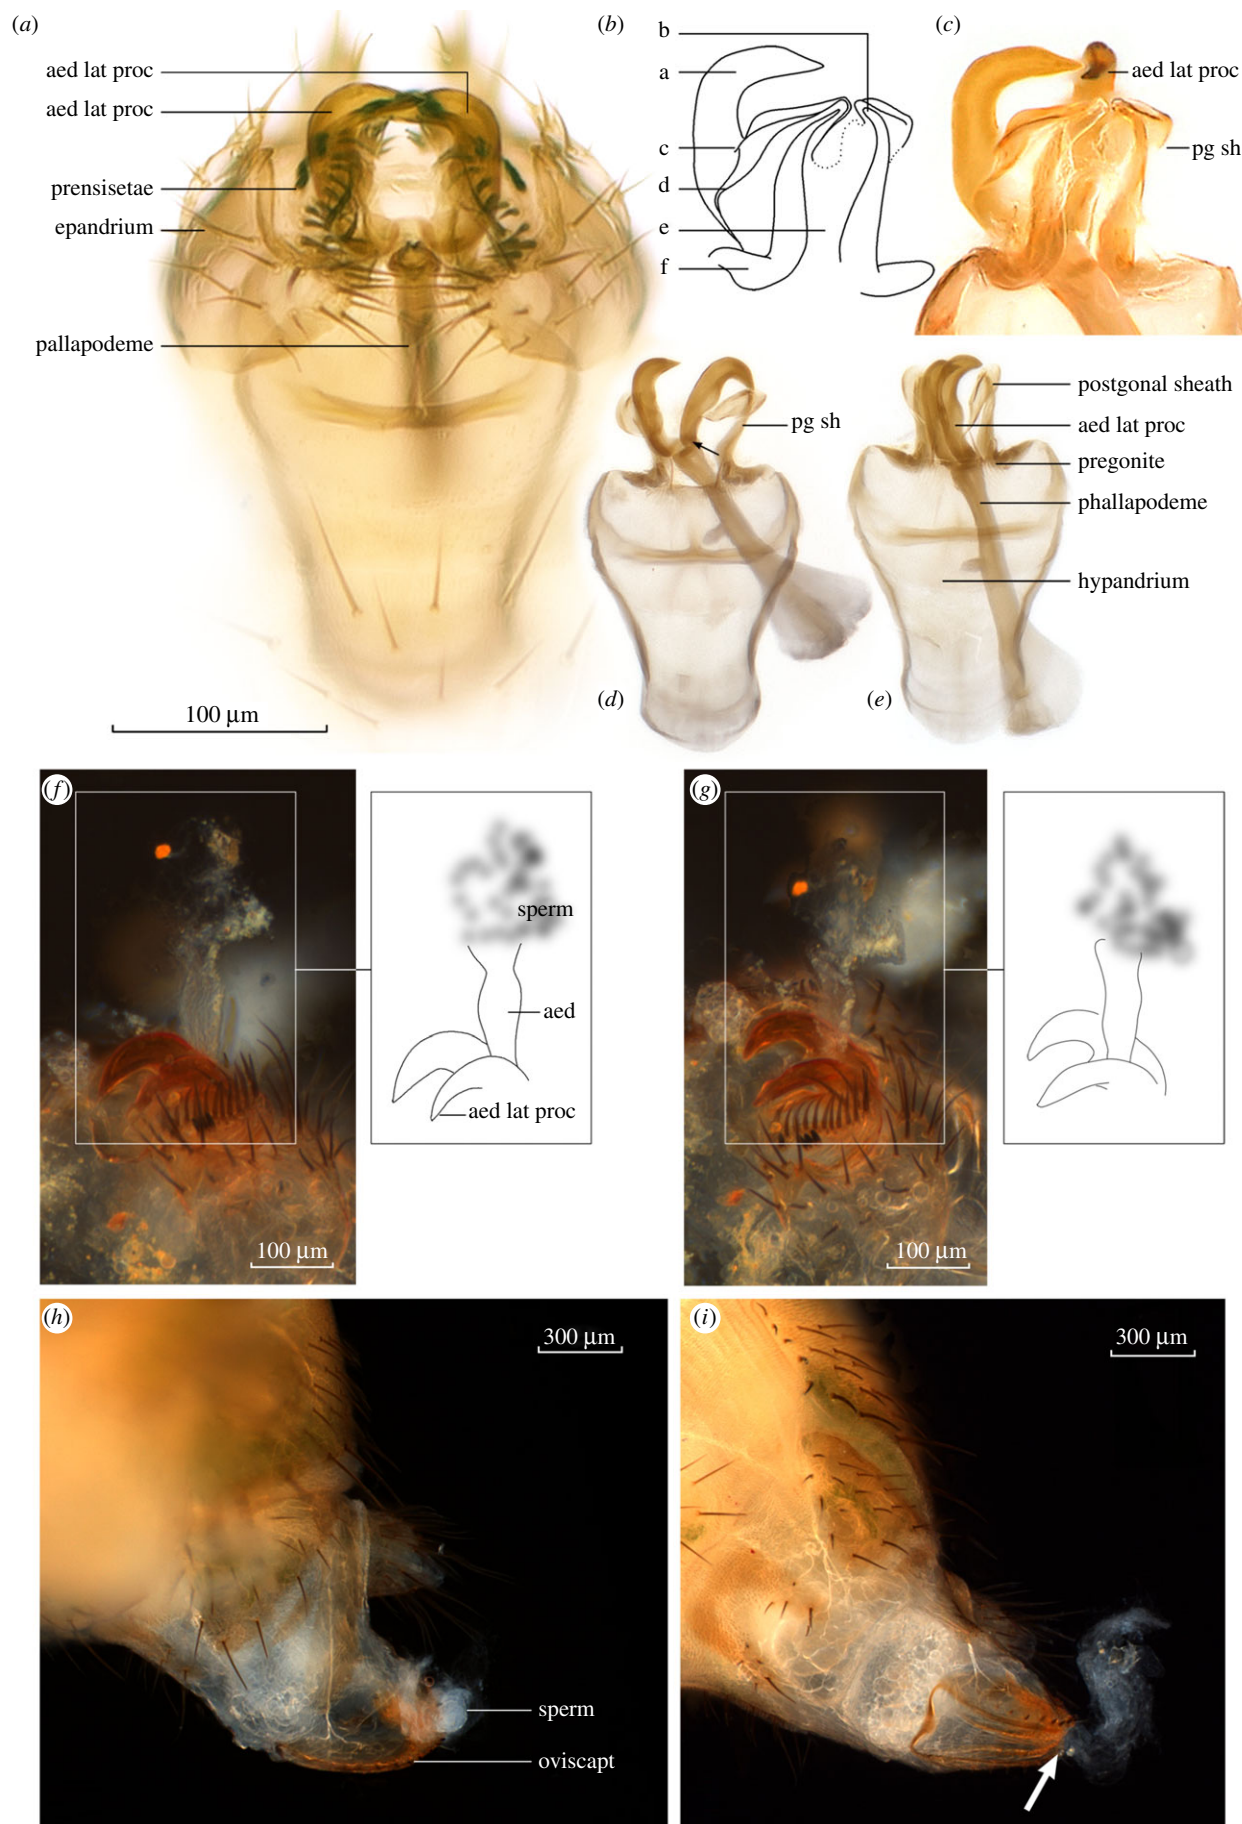 (a)
aed lat proc
aed lat proc
prensisetae
epandrium
pallapodeme
100 µm
(b)
b
a
c
d
e
f
(c)
aed lat proc
pg sh
(d)
pg sh
(e)
postgonal sheath
aed lat proc
pregonite
phallapodeme
hypandrium
(f)
100 µm
sperm
aed
aed lat proc
(g)
100 µm
(h)
300 µm
sperm
oviscapt
(i)
300 µm